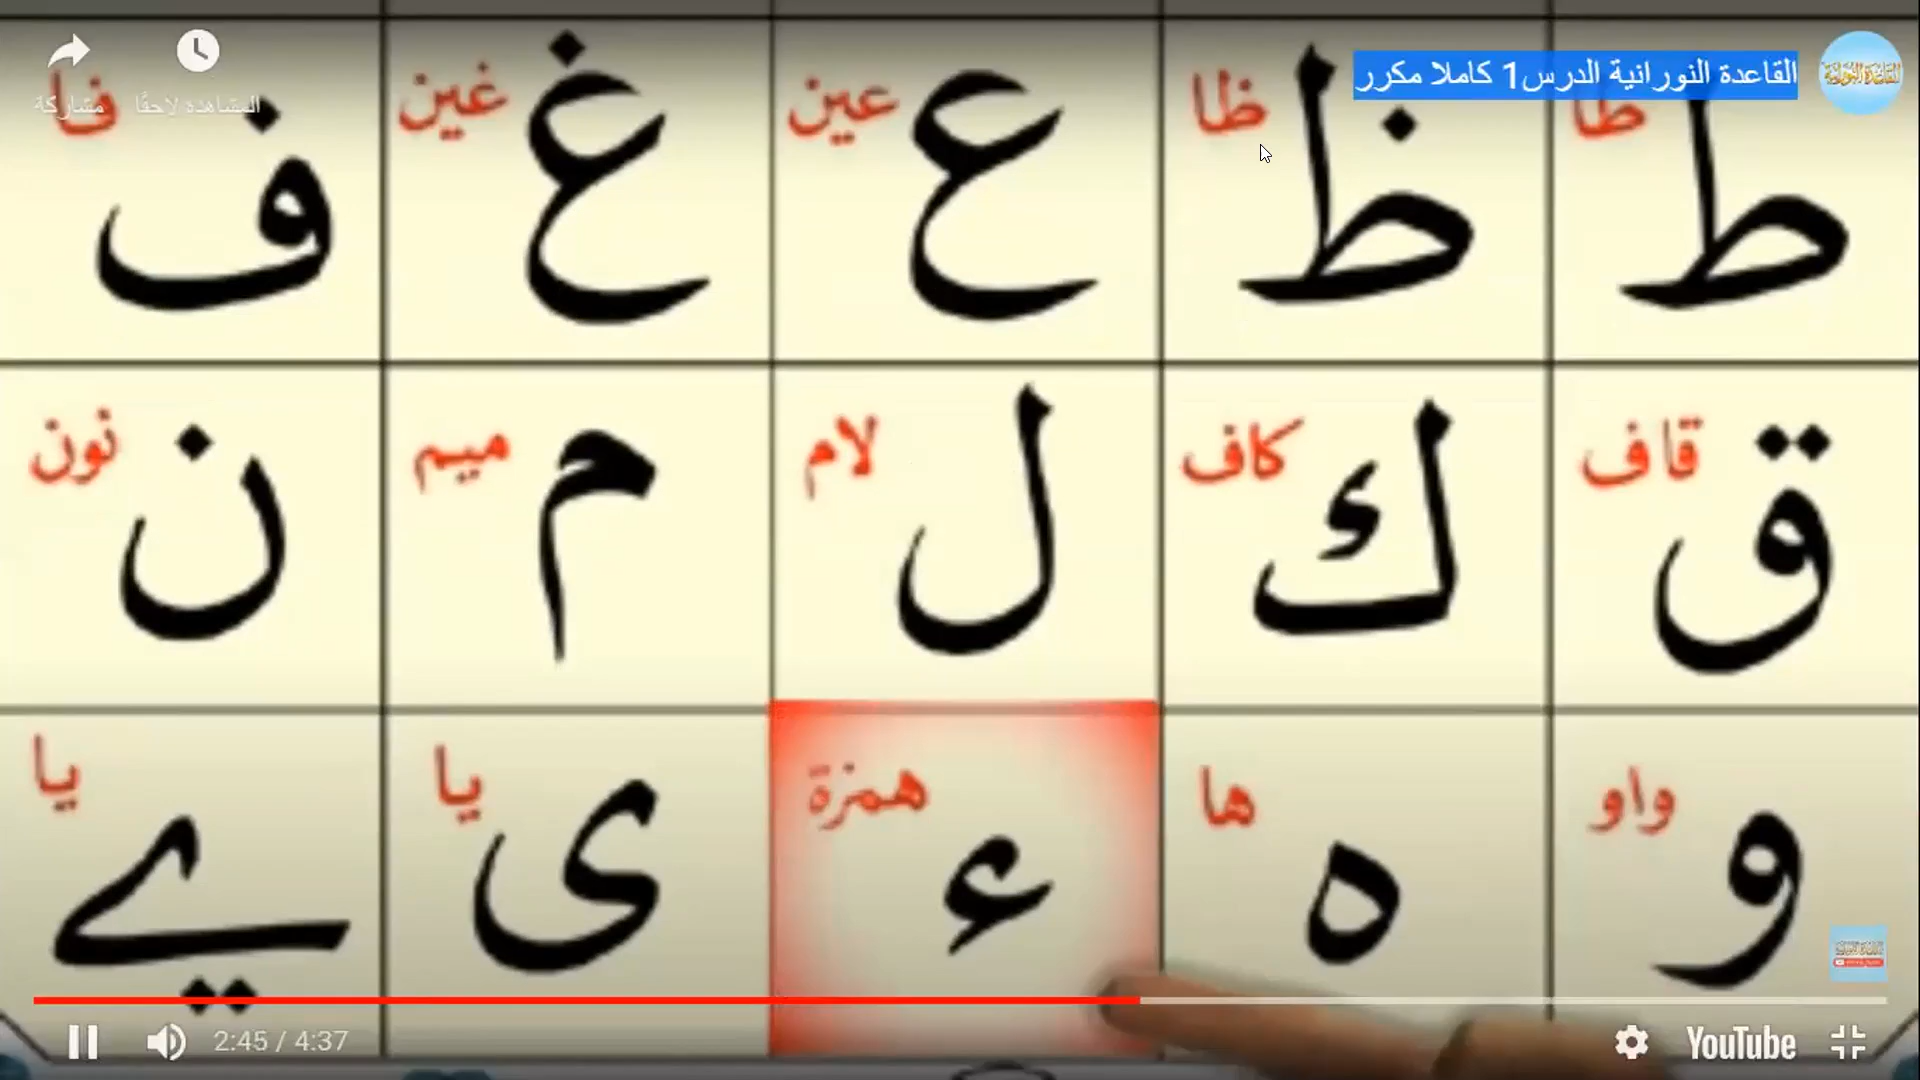 القاعدة النورانية الدرس1 كاملا مكرر
المشاهدة لاحقًا
مشاركة
طا ط
ظا ظ
عين ع
غين غ
فا ف
قاف ق
كاف ك
لام ل
ميم م
نون ن
واو و
ها ه
همزة ء
يا ى
يا ے
2:45 / 4:37
YouTube